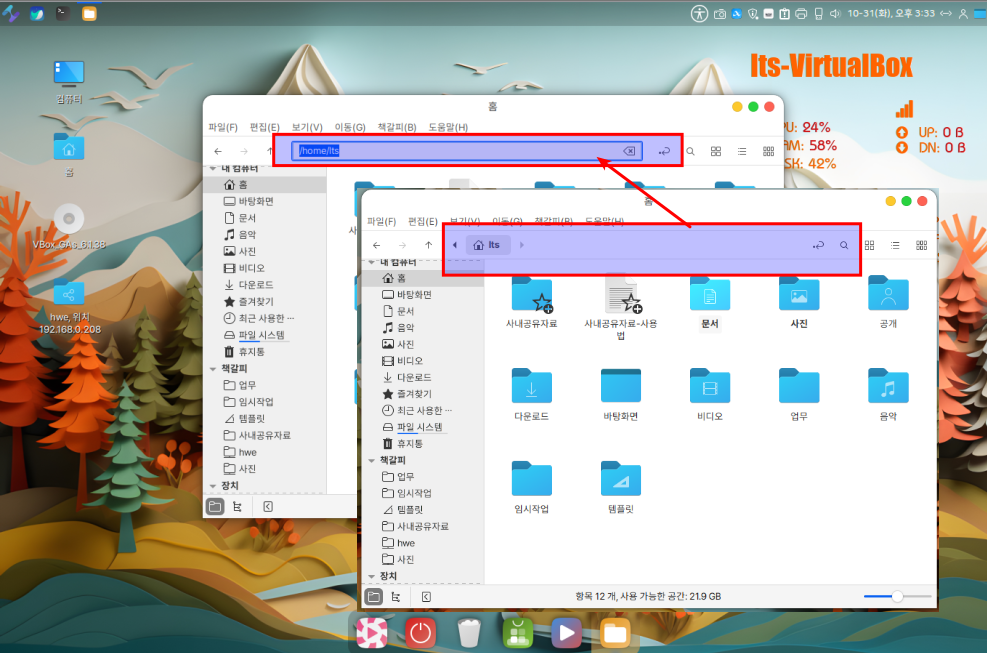 10-31(화), 오후 3:33
lts-VirtualBox
컴퓨터
홈
VBox_GAs_6.1.38
hwe, 위치
192.168.0.208
PU: 24%
AM: 58%
SK: 42%
UP: 0 B
DN: 0 B
홈
파일(F) 편집(E) 보기(V) 이동(G) 책갈피(B) 도움말(H)
/home/lts
내 컴퓨터
홈
바탕화면
문서
음악
사진
비디오
다운로드
즐겨찾기
최근 사용한 ···
파일 시스템
휴지통
책갈피
업무
임시작업
템플릿
사내공유자료
hwe
사진
장치
사
홈
파일(F) 편집(E) 보기(V) 이동(G) 책갈피(B) 도움말(H)
lts
내 컴퓨터
홈
바탕화면
문서
음악
사진
비디오
다운로드
즐겨찾기
최근 사용한 ···
파일 시스템
휴지통
책갈피
업무
임시작업
템플릿
사내공유자료
hwe
사진
장치
사내공유자료
사내공유자료-사용
법
문서
사진
공개
다운로드
바탕화면
비디오
업무
음악
임시작업
템플릿
항목 12 개, 사용 가능한 공간: 21.9 GB